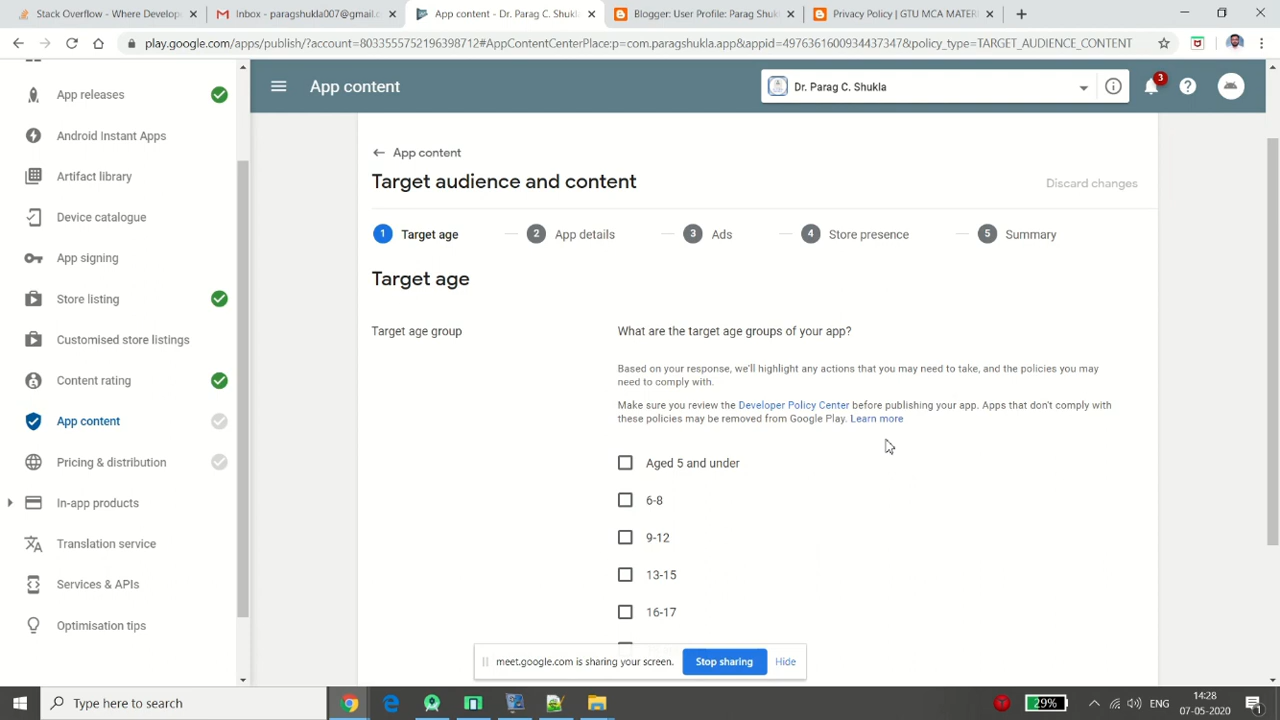 Stack Overflow - Where Develop
Inbox - paragshukla007@gmail.c
App content - Dr. Parag C. Shukla
Blogger: User Profile: Parag Shuk
Privacy Policy | GTU MCA MATER
play.google.com/apps/publish/?account=8033555752196398712#AppContentCenterPlace:p=com.paragshukla.app&appid=4976361600934437347&policy_type=TARGET_AUDIENCE_CONTENT
App content
Dr. Parag C. Shukla
3
App releases
Android Instant Apps
Artifact library
Device catalogue
App signing
Store listing
Customised store listings
Content rating
App content
Pricing & distribution
In-app products
Translation service
Services & APIs
Optimisation tips
App content
Target audience and content
Discard changes
1 Target age
2 App details
3 Ads
4 Store presence
5 Summary
Target age
Target age group
What are the target age groups of your app?
Based on your response, we'll highlight any actions that you may need to take, and the policies you may
need to comply with.
Make sure you review the Developer Policy Center before publishing your app. Apps that don't comply with
these policies may be removed from Google Play. Learn more
Aged 5 and under
6-8
9-12
13-15
16-17
meet.google.com is sharing your screen.
Stop sharing
Hide
Type here to search
29%
ENG
14:28
07-05-2020
1